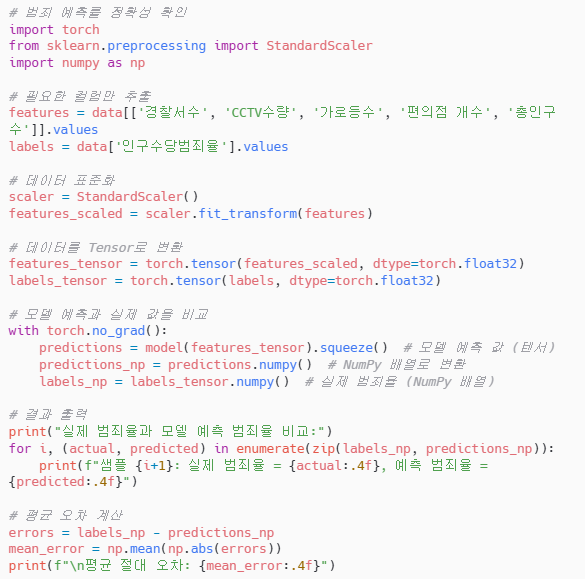 # 범죄 예측률 정확성 확인
import torch
from sklearn.preprocessing import StandardScaler
import numpy as np
# 필요한 컬럼만 추출
features = data[['경찰서수', 'CCTV수량', '가로등수', '편의점 개수', '총인구
수']].values
labels = data['인구수당범죄율'].values
# 데이터 표준화
scaler = StandardScaler()
features_scaled = scaler.fit_transform(features)
# 데이터를 Tensor로 변환
features_tensor = torch.tensor(features_scaled, dtype=torch.float32)
labels_tensor = torch.tensor(labels, dtype=torch.float32)
# 모델 예측과 실제 값을 비교
with torch.no_grad():
    predictions = model(features_tensor).squeeze()  # 모델 예측 값 (텐서)
    predictions_np = predictions.numpy()  # NumPy 배열로 변환
    labels_np = labels_tensor.numpy()  # 실제 범죄율 (NumPy 배열)
# 결과 출력
print("실제 범죄율과 모델 예측 범죄율 비교:")
for i, (actual, predicted) in enumerate(zip(labels_np, predictions_np)):
    print(f"샘플 {i+1}: 실제 범죄율 = {actual:.4f}, 예측 범죄율 =
{predicted:.4f}")
# 평균 오차 계산
errors = labels_np - predictions_np
mean_error = np.mean(np.abs(errors))
print(f"\n평균 절대 오차: {mean_error:.4f}")